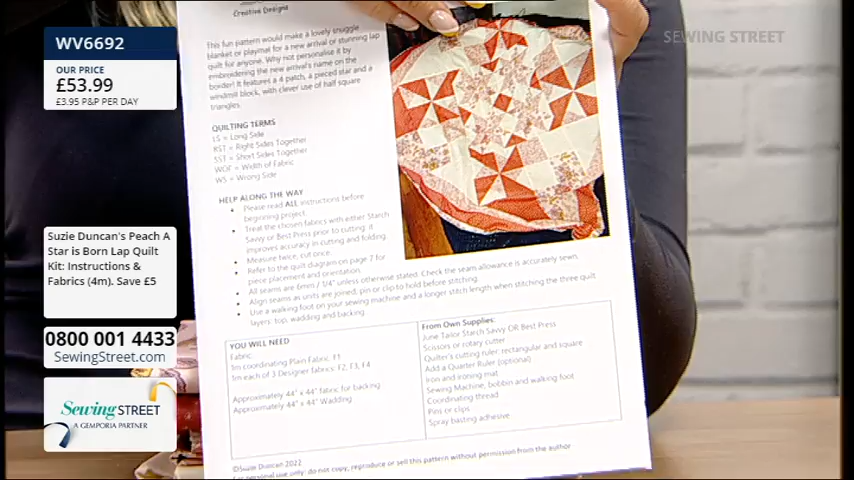 WV6692
OUR PRICE
£53.99
£3.95 P&P PER DAY
Suzie Duncan's Peach A
Star is Born Lap Quilt
Kit: Instructions &
Fabrics (4m). Save £5
0800 001 4433
SewingStreet.com
Sewing STREET
A GEMPORIA PARTNER
SEWING STREET
Creative Designs
This fun pattern would make a lovely snuggle
blanket or playmat for a new arrival or stunning lap
quilt for anyone. Why not personalise it by
embroidering the new arrival's name on the
border! It features a 4 patch, a pieced star and a
windmill block, with clever use of half square
triangles.
QUILTING TERMS
LS = Long Side
RST = Right Sides Together
SST = Short Sides Together
WOF = Width of Fabric
WS = Wrong Side
HELP ALONG THE WAY
• Please read ALL instructions before
beginning project.
• Treat the chosen fabrics with either Starch
Savvy or Best Press prior to cutting: it
improves accuracy in cutting and folding.
• Measure twice, cut once.
• Refer to the quilt diagram on page 7 for
piece placement and orientation.
• All seams are 6mm / 1/4" unless otherwise stated. Check the seam allowance is accurately sewn.
• Align seams as units are joined, pin or clip to hold before stitching.
• Use a walking foot on your sewing machine and a longer stitch length when stitching the three quilt
layers: top, wadding and backing.
YOU WILL NEED
Fabric
1m coordinating Plain Fabric, F1
1m each of 3 Designer fabrics: F2, F3, F4
Approximately 44" x 44" fabric for backing
Approximately 44" x 44" Wadding
From Own Supplies:
June Tailor Starch Savvy OR Best Press
Scissors or rotary cutter
Quilter's cutting ruler: rectangular and square
Add a Quarter Ruler (optional)
Iron and ironing mat
Sewing Machine, bobbin and walking foot
Coordinating thread
Pins or clips
Spray basting adhesive
©Suzie Duncan 2022
For personal use only: do not copy, reproduce or sell this pattern without permission from the author